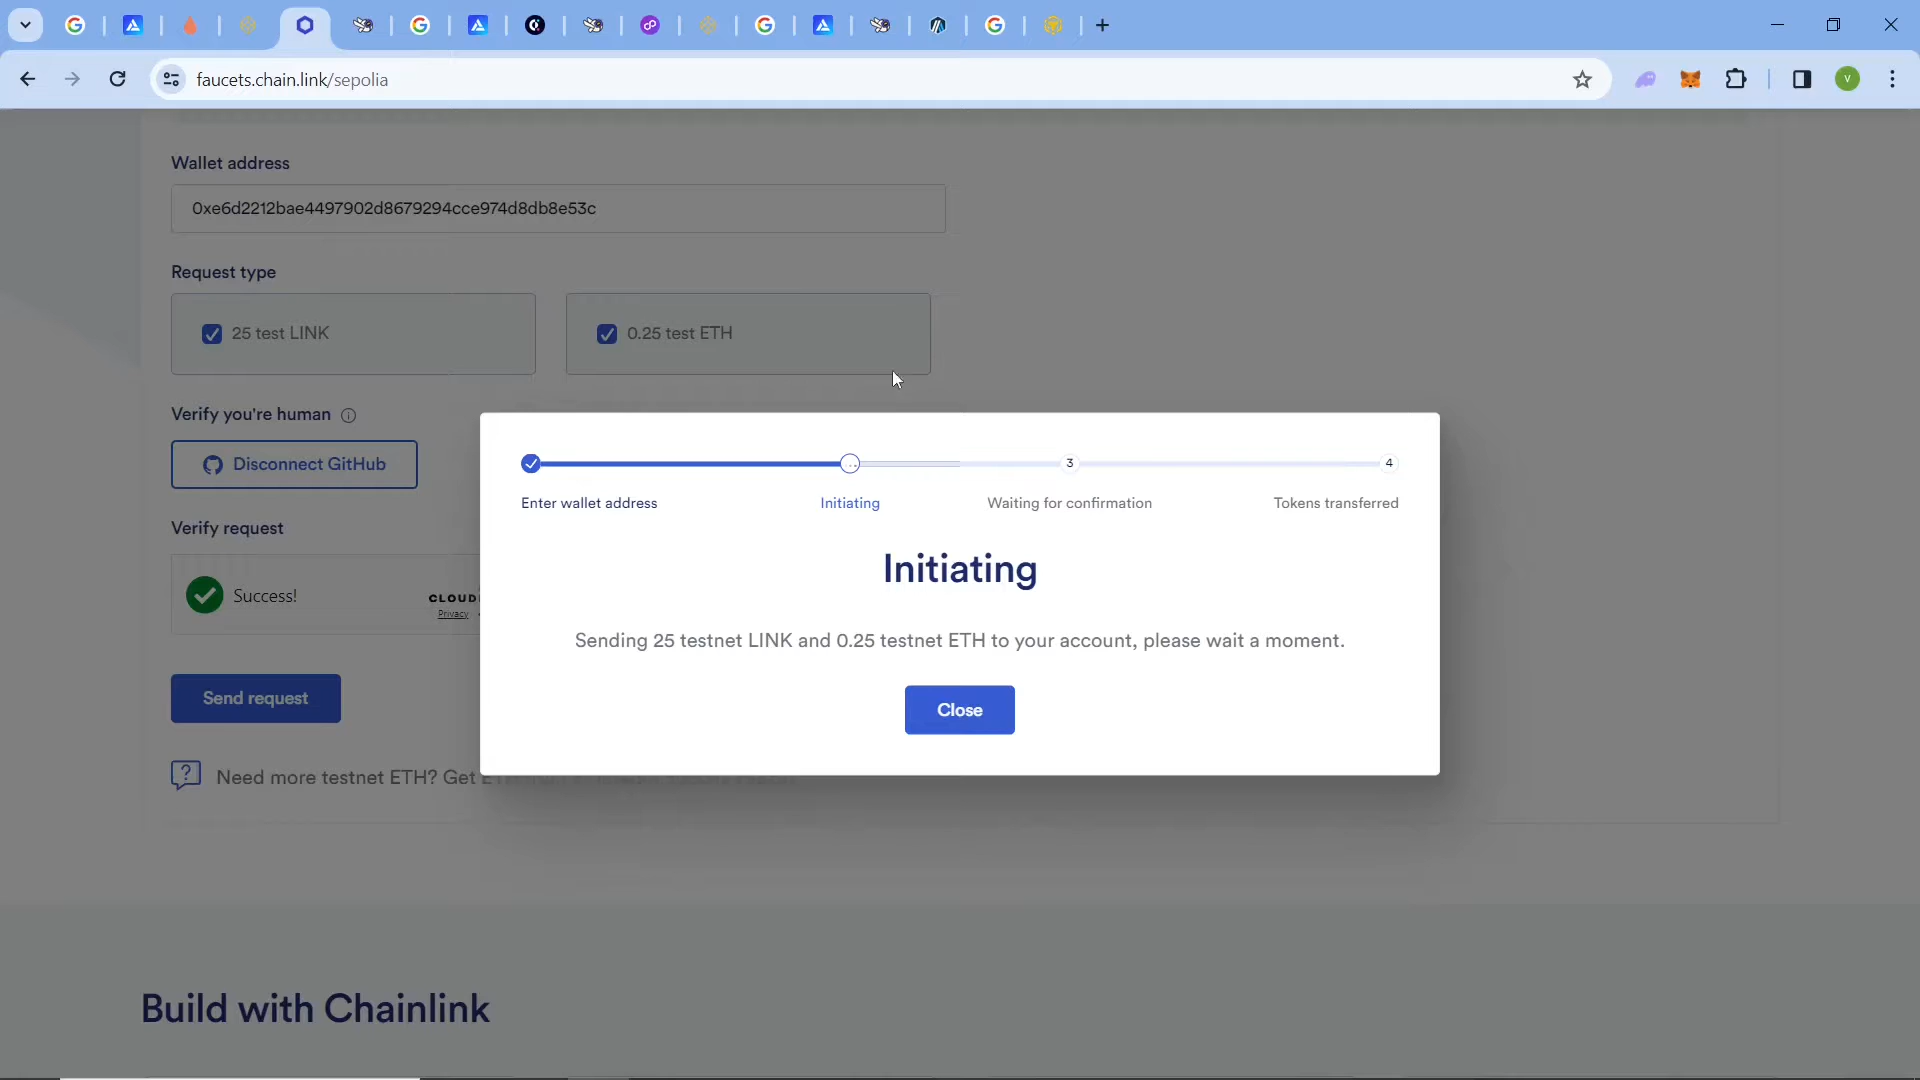 faucets.chain.link/sepolia
V
Wallet address
0xe6d2212bae4497902d8679294cce974d8db8e53c
Request type
25 test LINK
0.25 test ETH
Verify you're human
Disconnect GitHub
Verify request
Success!
Privacy
Send request
Need more testnet ETH? Get
3
4
Enter wallet address
Initiating
Waiting for confirmation
Tokens transferred
Initiating
Sending 25 testnet LINK and 0.25 testnet ETH to your account, please wait a moment.
Close
Build with Chainlink